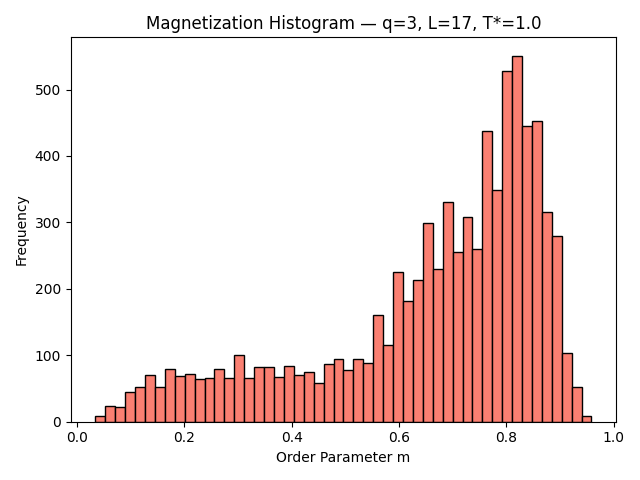 Magnetization Histogram — q=3, L=17, T*=1.0
Frequency
500
400
300
200
100
0
0.0 0.2 0.4 0.6 0.8 1.0
Order Parameter m